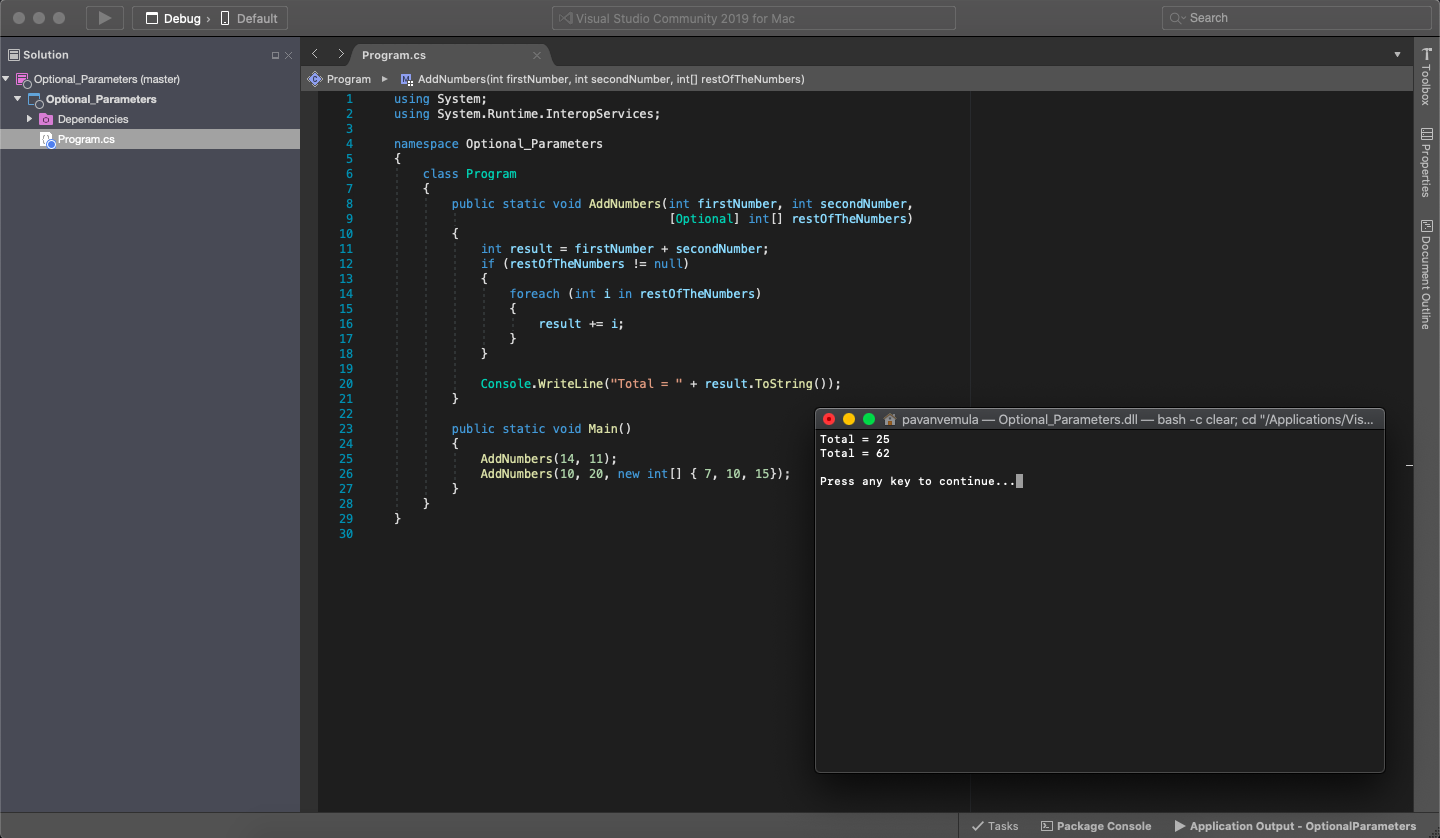 Debug › Default
Visual Studio Community 2019 for Mac
Search
Solution
Optional_Parameters (master)
Optional_Parameters
Dependencies
Program.cs
Program.cs
Program ▸ AddNumbers(int firstNumber, int secondNumber, int[] restOfTheNumbers)
1 using System;
2 using System.Runtime.InteropServices;
3
4 namespace Optional_Parameters
5 {
6     class Program
7     {
8         public static void AddNumbers(int firstNumber, int secondNumber,
9                                       [Optional] int[] restOfTheNumbers)
10         {
11             int result = firstNumber + secondNumber;
12             if (restOfTheNumbers != null)
13             {
14                 foreach (int i in restOfTheNumbers)
15                 {
16                     result += i;
17                 }
18             }
19
20             Console.WriteLine("Total = " + result.ToString());
21         }
22
23         public static void Main()
24         {
25             AddNumbers(14, 11);
26             AddNumbers(10, 20, new int[] { 7, 10, 15});
27         }
28     }
29 }
30
pavanvemula — Optional_Parameters.dll — bash -c clear; cd "/Applications/Vis...
Total = 25
Total = 62
Press any key to continue...
Toolbox
Properties
Document Outline
Tasks
Package Console
Application Output - OptionalParameters